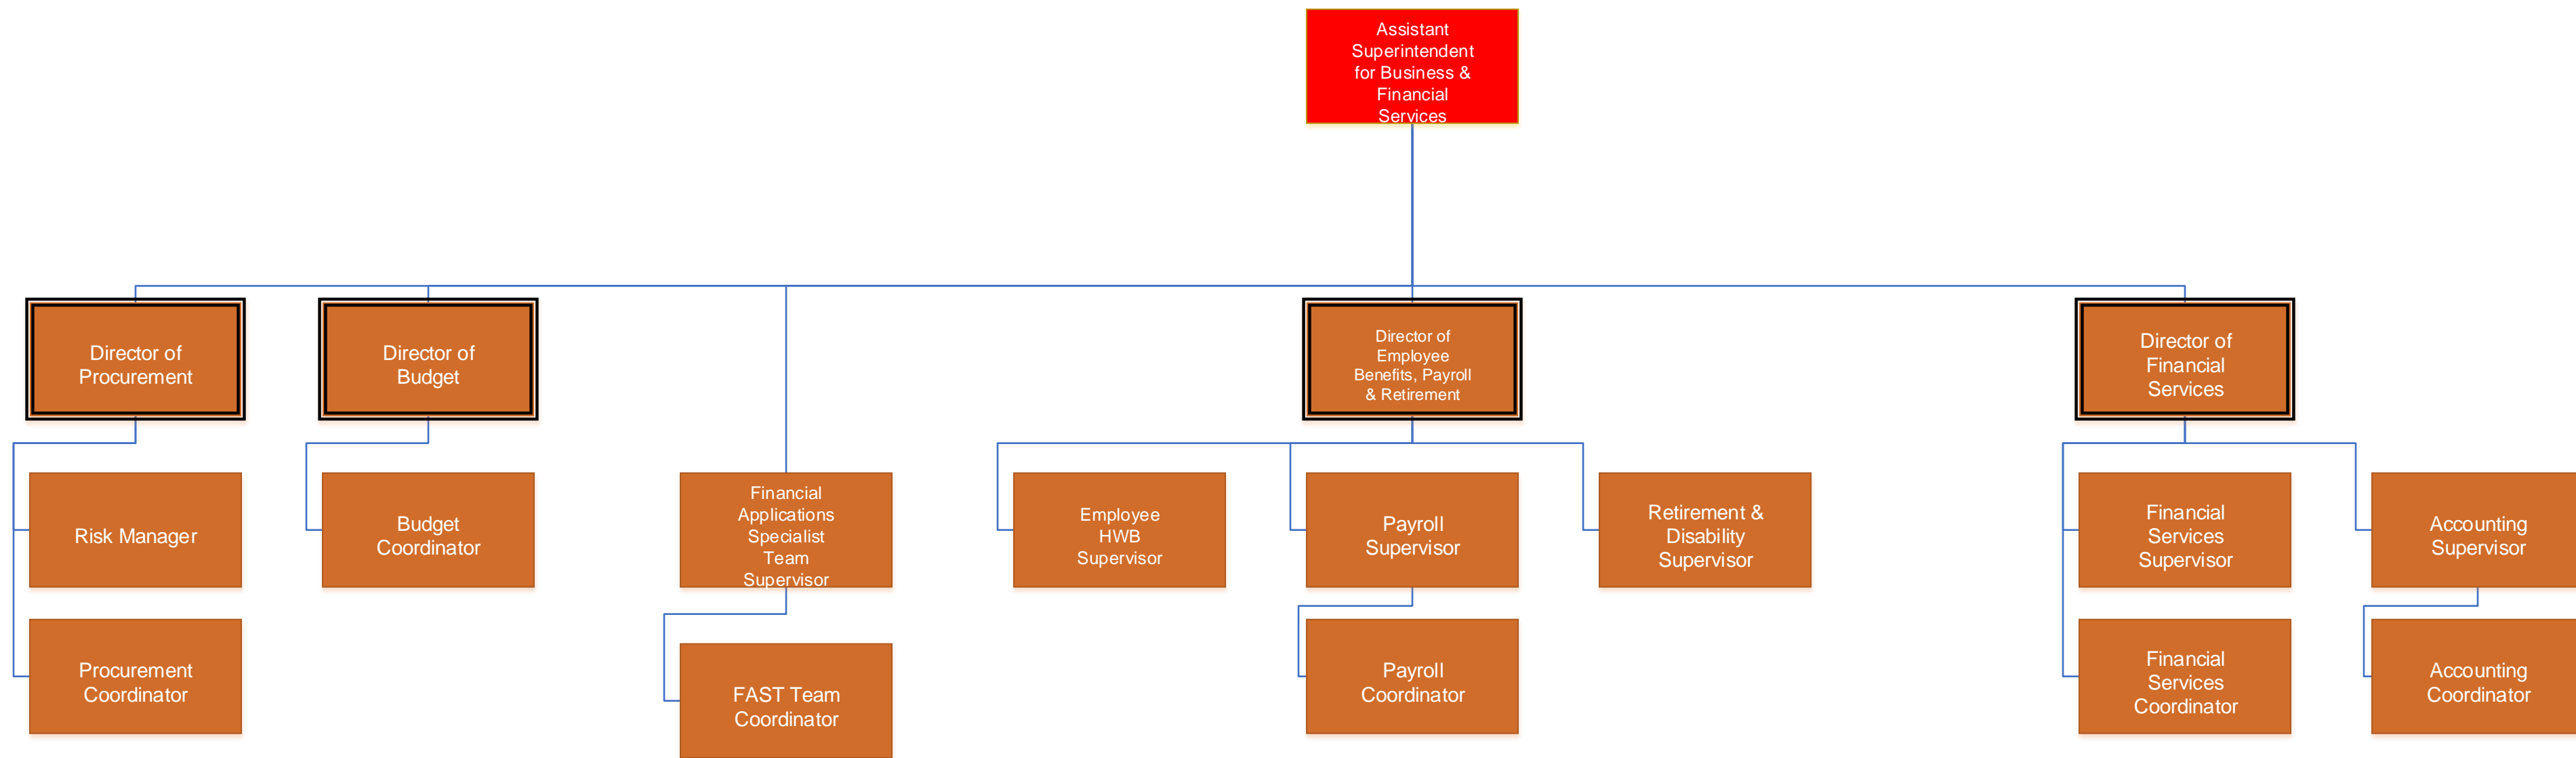 Assistant
Superintendent
for Business &
Financial
Services
Director of
Procurement
Director of
Budget
Director of
Employee
Benefits, Payroll
& Retirement
Director of
Financial
Services
Risk Manager
Budget
Coordinator
Financial
Applications
Specialist
Team
Supervisor
Employee
HWB
Supervisor
Payroll
Supervisor
Retirement &
Disability
Supervisor
Financial
Services
Supervisor
Accounting
Supervisor
Procurement
Coordinator
FAST Team
Coordinator
Payroll
Coordinator
Financial
Services
Coordinator
Accounting
Coordinator